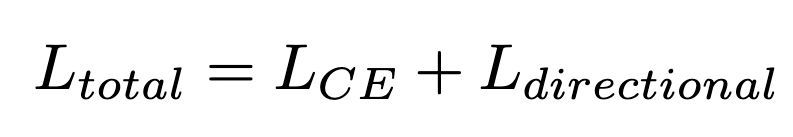 L_{total} = L_{CE} + L_{directional}